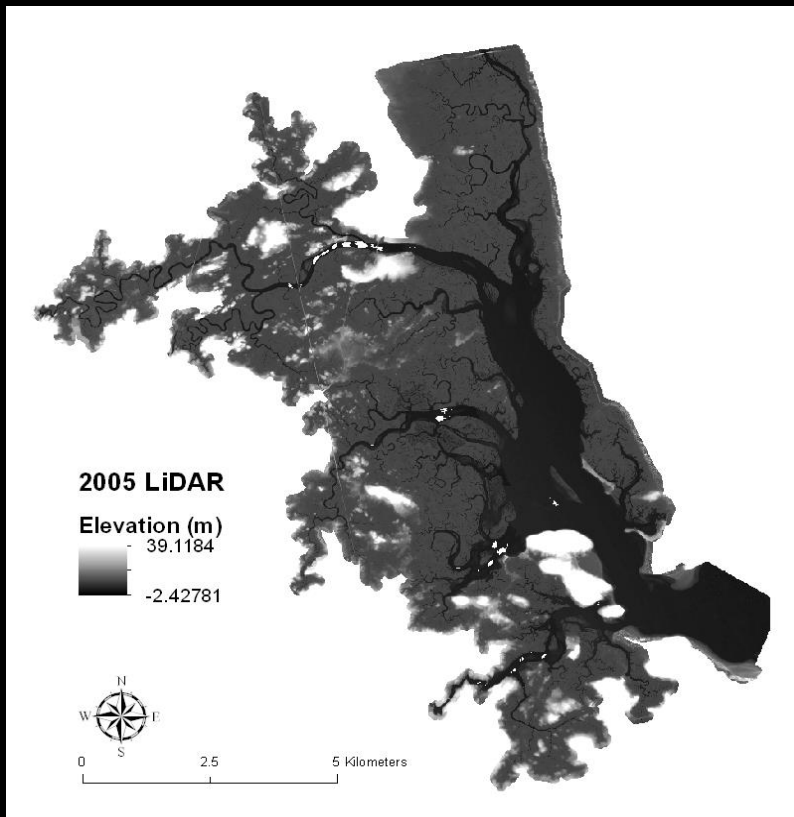 2005 LiDAR
Elevation (m)
39.1184
-2.42781
N
W E
S
0 2.5 5 Kilometers